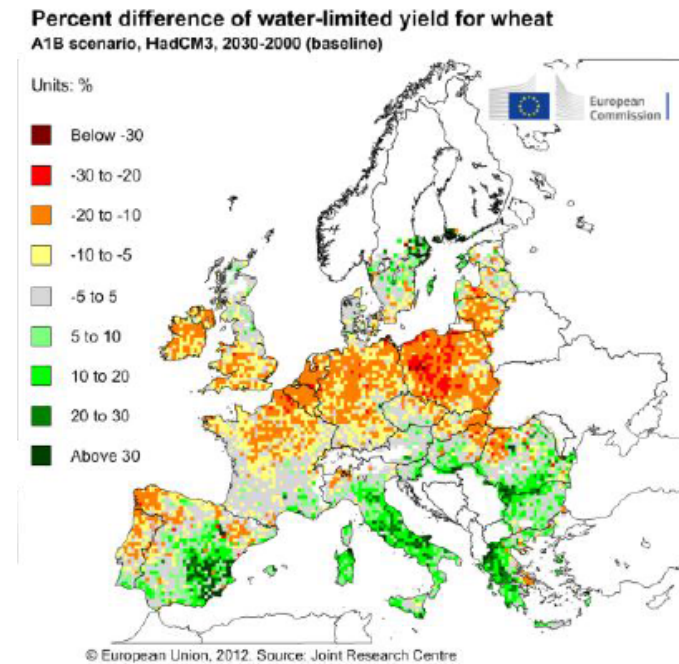 Percent difference of water-limited yield for wheat
A1B scenario, HadCM3, 2030-2000 (baseline)
Units: %
European
Commission
Below -30
-30 to -20
-20 to -10
-10 to -5
-5 to 5
5 to 10
10 to 20
20 to 30
Above 30
© European Union, 2012. Source: Joint Research Centre